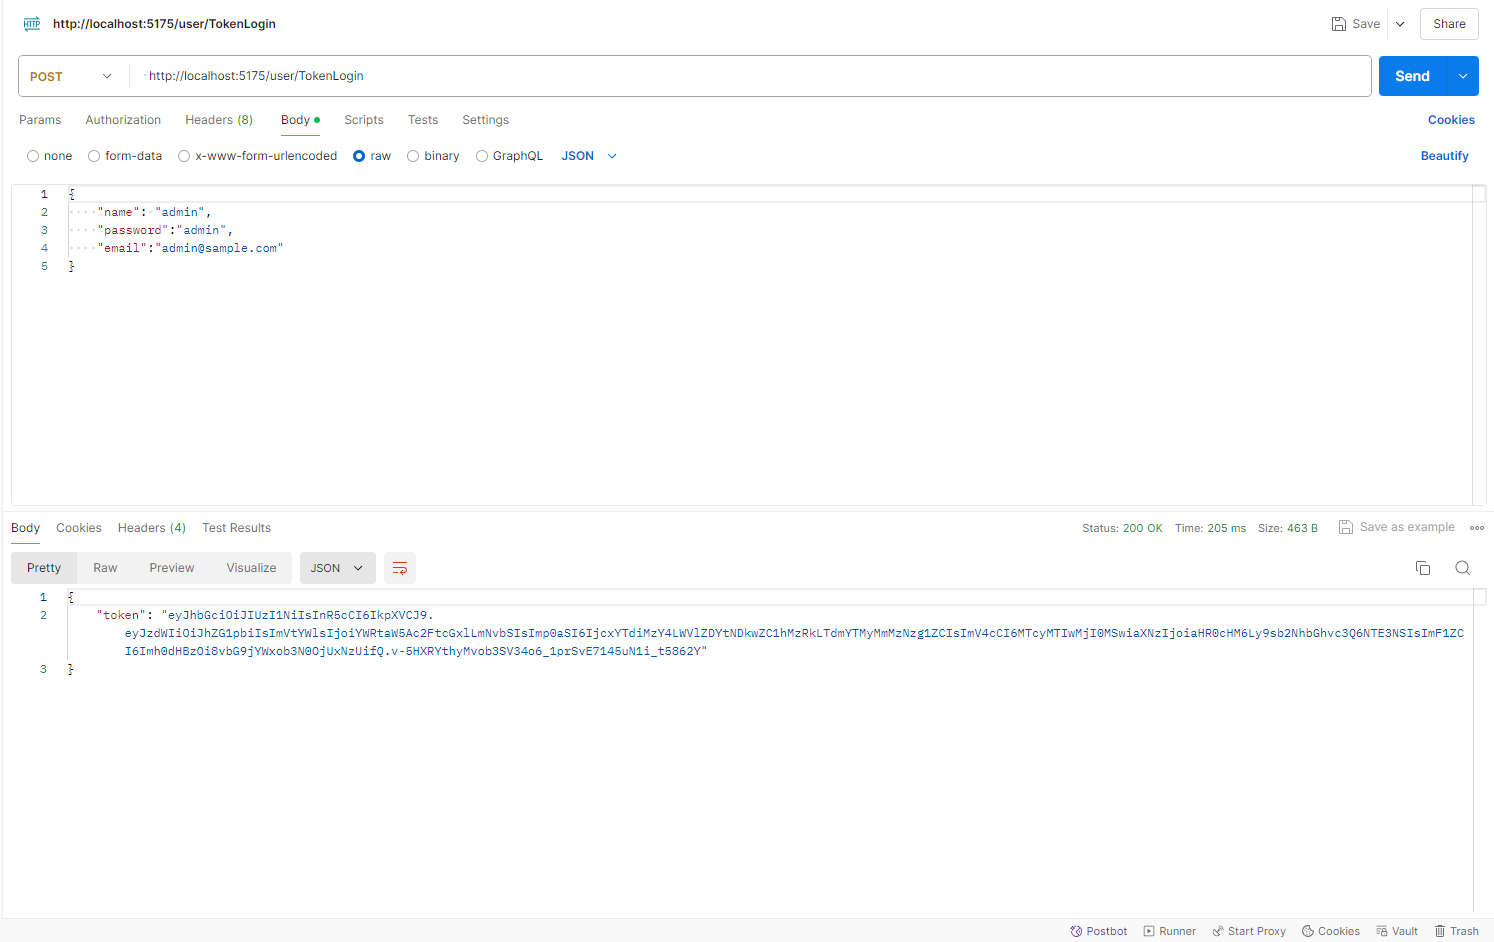 HTTP http://localhost:5175/user/TokenLogin Save Share
POST http://localhost:5175/user/TokenLogin Send
Params Authorization Headers (8) Body Scripts Tests Settings Cookies
none form-data x-www-form-urlencoded raw binary GraphQL JSON Beautify
1 {
2 "name": "admin",
3 "password":"admin",
4 "email":"admin@sample.com"
5 }
Body Cookies Headers (4) Test Results Status: 200 OK Time: 205 ms Size: 463 B Save as example
Pretty Raw Preview Visualize JSON
1 {
2 "token": "eyJhbGciOiJIUzI1NiIsInR5cCI6IkpXVCJ9.
eyJzdWIiOiJhZG1pbiIsImVtYWlsIjoiYWRtaW5Ac2FtcGxlLmNvbSIsImp0aSI6IjcxYTdiMzY4LWVlZDYtNDkwZC1hMzRkLTdmYTMyMmMzNzg1ZCIsImV4cCI6MTcyMTIwMjI0MSwiaXNzIjoiaHR0cHM6Ly9sb2NhbGhvc3Q6NTE3NSIsImF1ZC
I6Imh0dHBzOi8vbG9jYWxob3N0OjUxNzUifQ.v-5HXRYthyMvob3SV34o6_1prSvE7145uN1i_t5862Y"
3 }
Postbot Runner Start Proxy Cookies Vault Trash